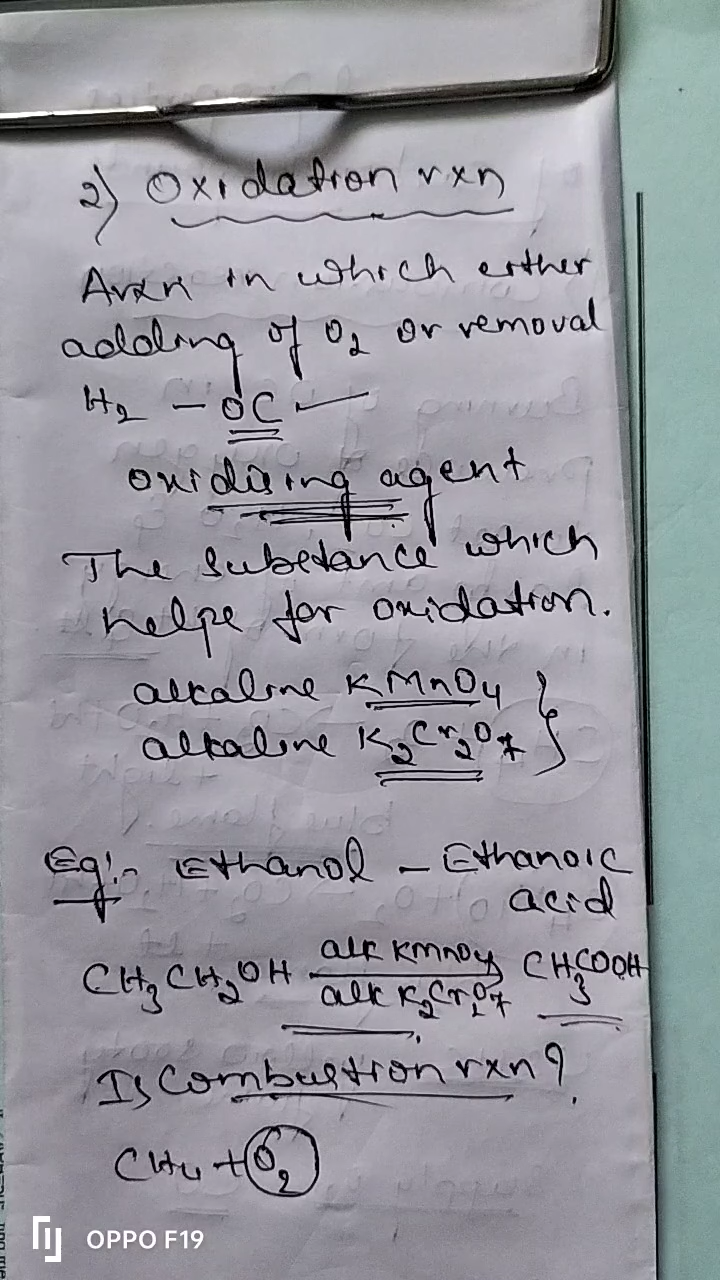 2) Oxidation rxn
A rxn in which either
adding of O₂ or removal
H₂ - OC
oxidising agent
The substance which
helps for oxidation.
alkaline KMnO₄
alkaline K₂Cr₂O₇
Eg:- Ethanol - Ethanoic
acid
CH₃CH₂OH alk KMnO₄ CH₃COOH
alk K₂Cr₂O₇
Is Combustion rxn?
CH₄ + O₂
OPPO F19